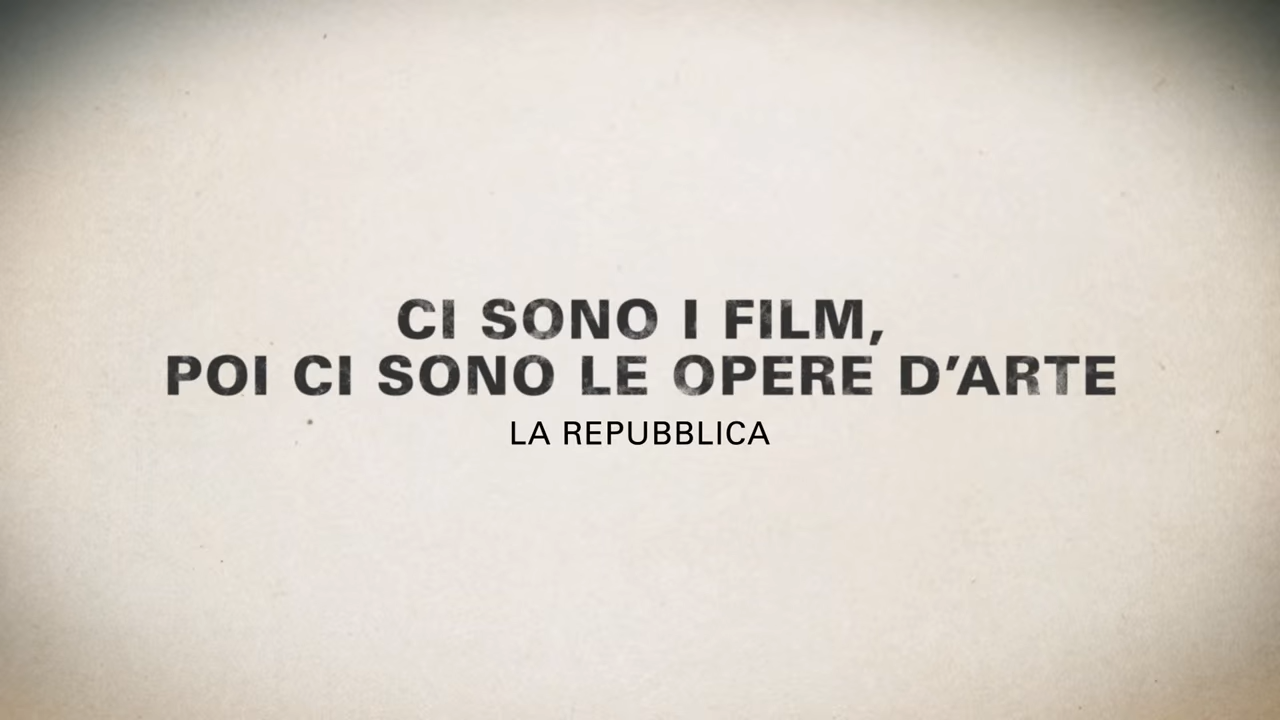 CI SONO I FILM,
POI CI SONO LE OPERE D’ARTE
LA REPUBBLICA